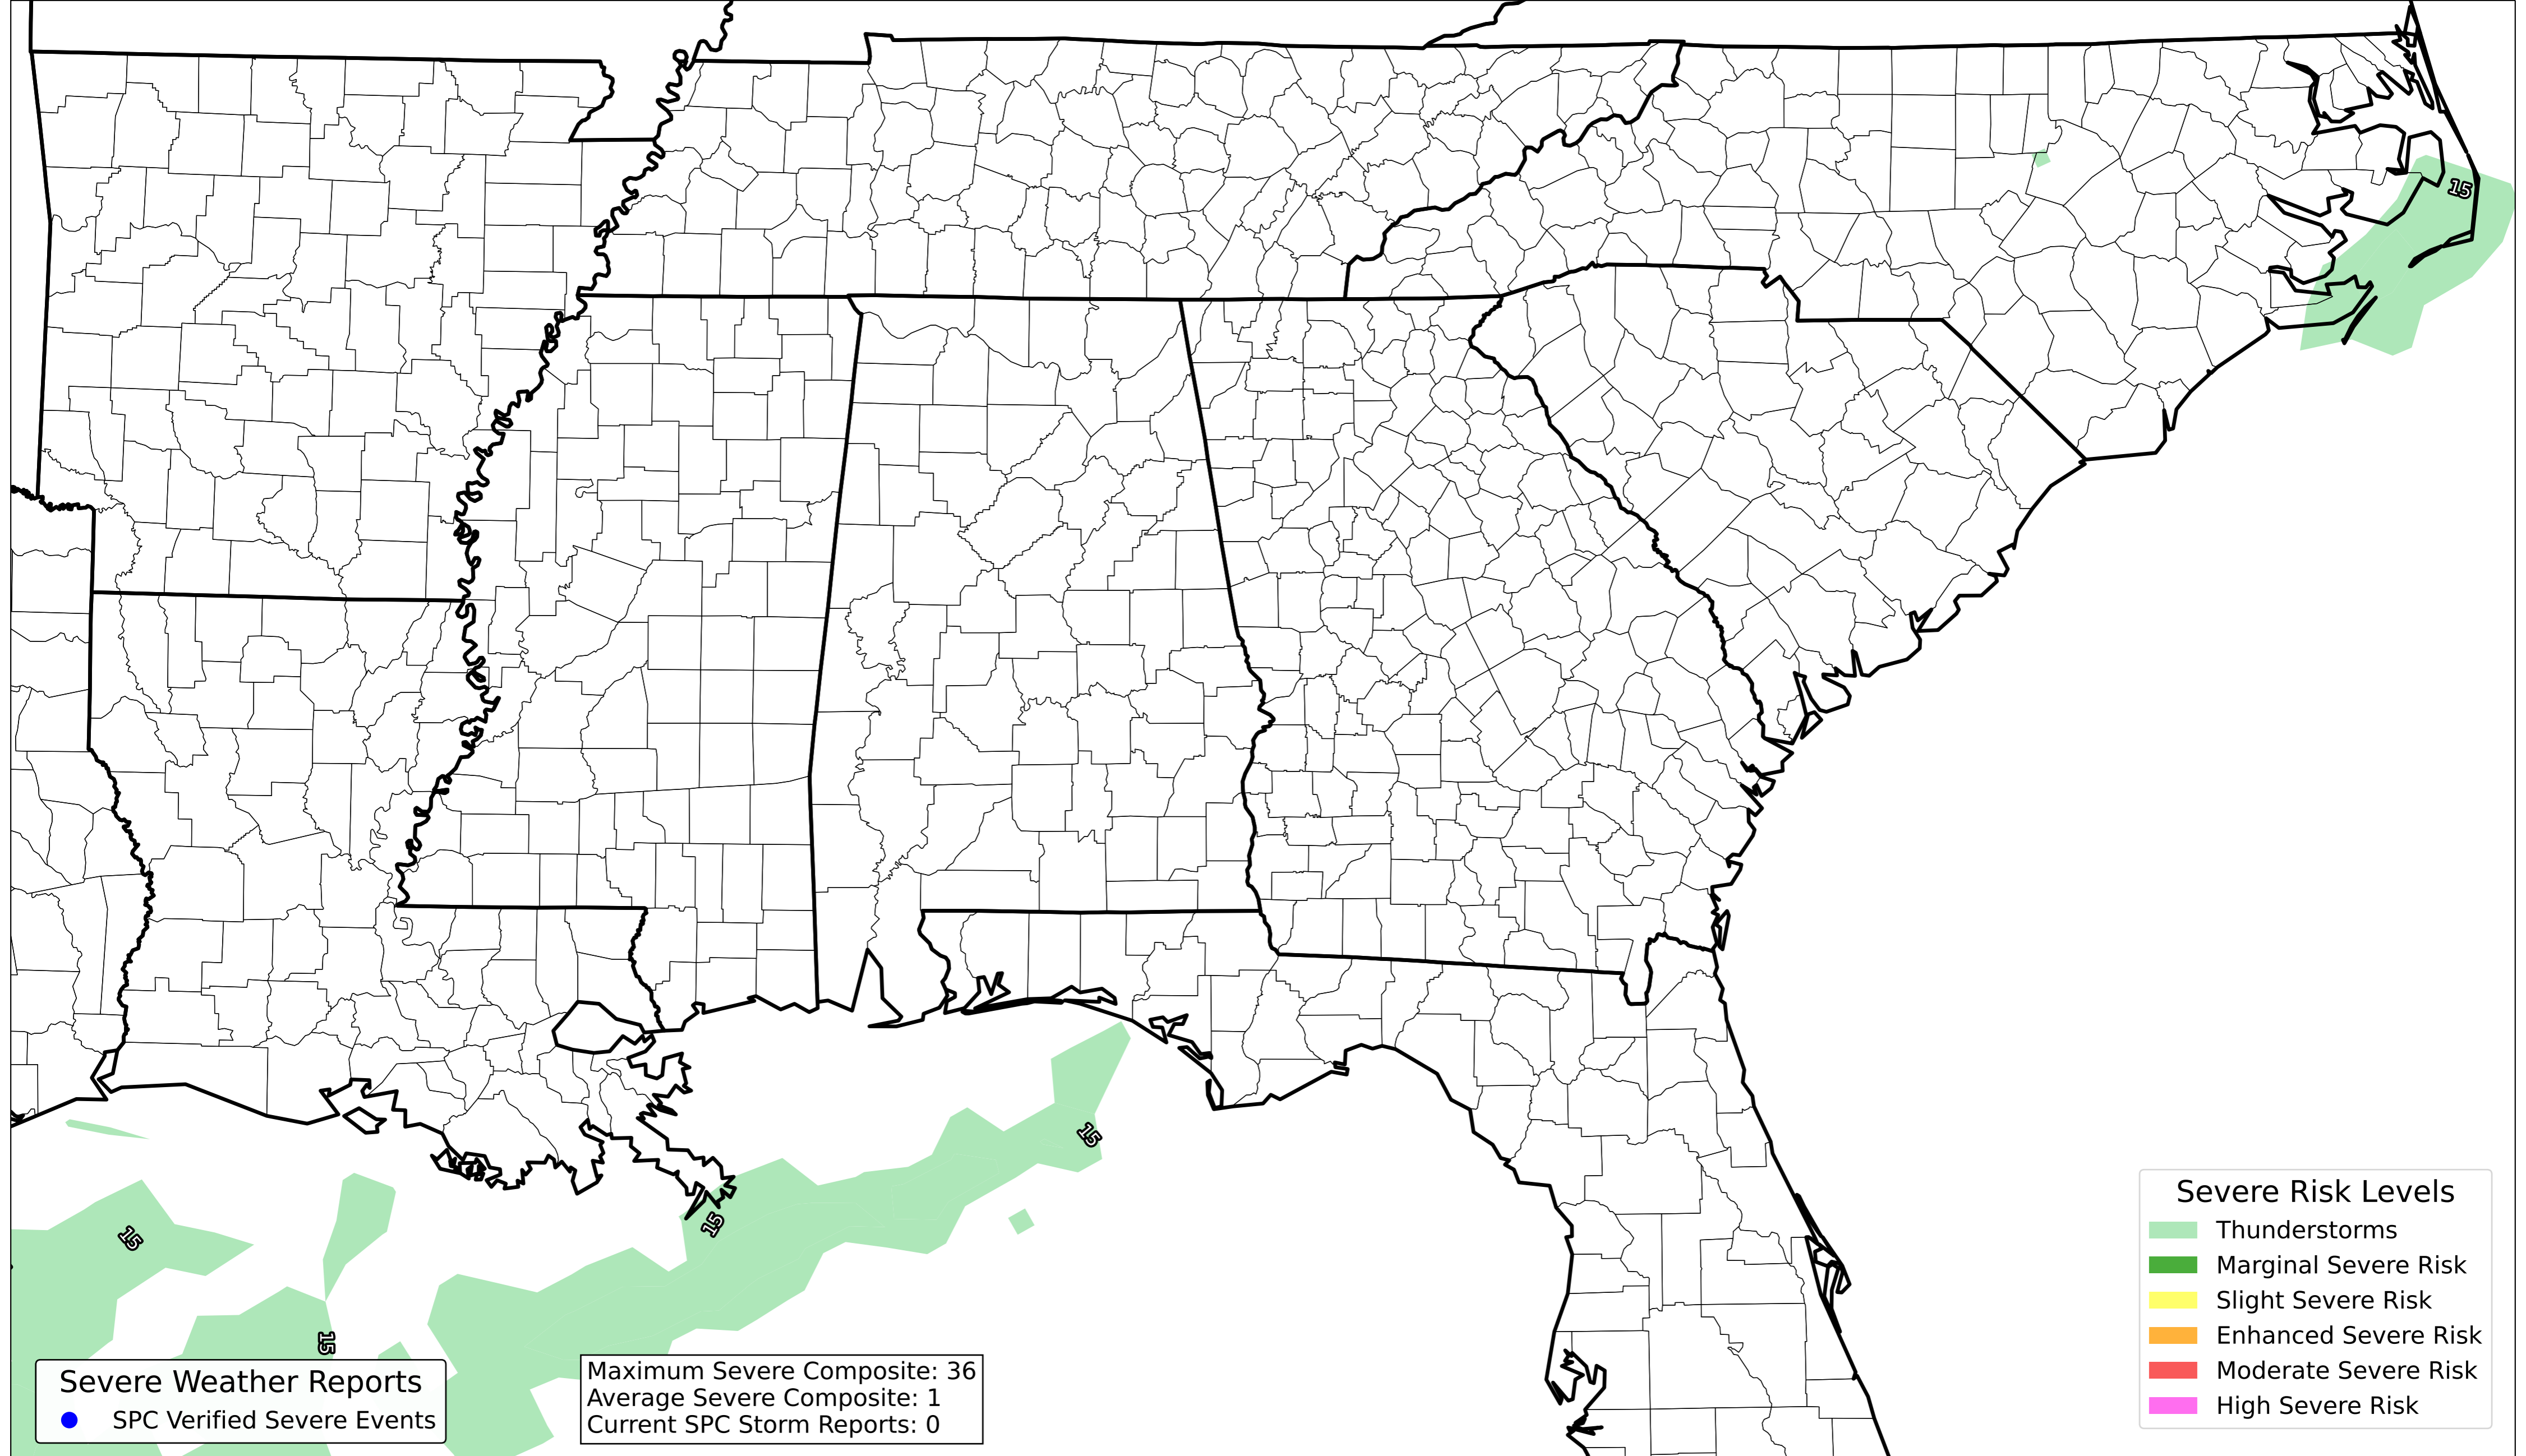 15
15
15
15
15
Severe Weather Reports
SPC Verified Severe Events
Maximum Severe Composite: 36
Average Severe Composite: 1
Current SPC Storm Reports: 0
Severe Risk Levels
Thunderstorms
Marginal Severe Risk
Slight Severe Risk
Enhanced Severe Risk
Moderate Severe Risk
High Severe Risk